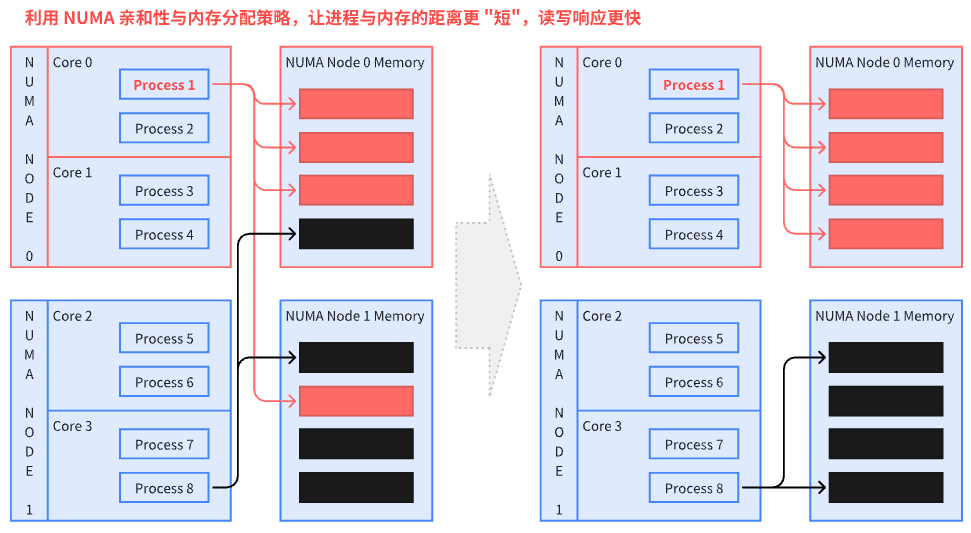 利用 NUMA 亲和性与内存分配策略，让进程与内存的距离更 "短"，读写响应更快
NUMA NODE 0
Core 0
Process 1
Process 2
Core 1
Process 3
Process 4
NUMA Node 0 Memory
NUMA NODE 1
Core 2
Process 5
Process 6
Core 3
Process 7
Process 8
NUMA Node 1 Memory
NUMA NODE 0
Core 0
Process 1
Process 2
Core 1
Process 3
Process 4
NUMA Node 0 Memory
NUMA NODE 1
Core 2
Process 5
Process 6
Core 3
Process 7
Process 8
NUMA Node 1 Memory